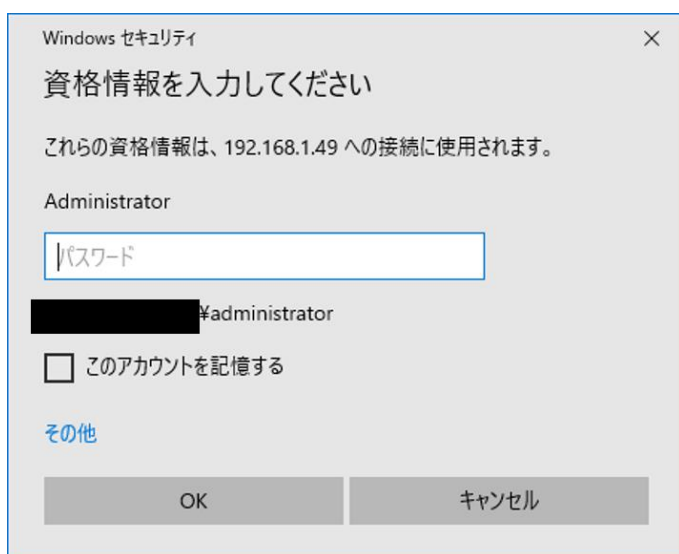 Windows セキュリティ
資格情報を入力してください
これらの資格情報は、192.168.1.49 への接続に使用されます。
Administrator
パスワード
¥administrator
このアカウントを記憶する
その他
OK
キャンセル